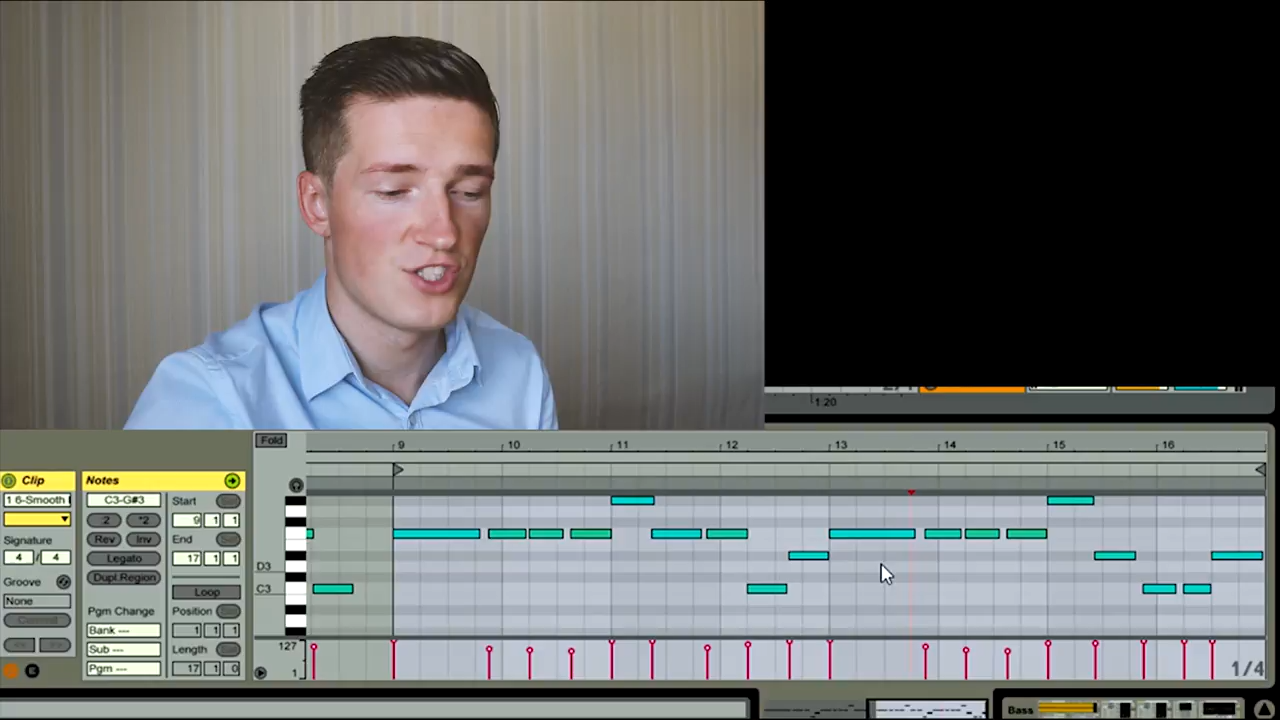 1:20
Fold
9 10 11 12 13 14 15 16
Clip
Notes
1 6-Smooth
C3-G#3
Start
:2 *2
9 1 1
Signature
Rev Inv
End
4 / 4
Legato
17 1 1
Groove
Dupl.Region
Loop
D3
None
Pgm Change
Position
C3
Commit
Bank ---
1 1 1
Sub ---
Length
127
Pgm ---
17 1 0
1
1/4
Bass